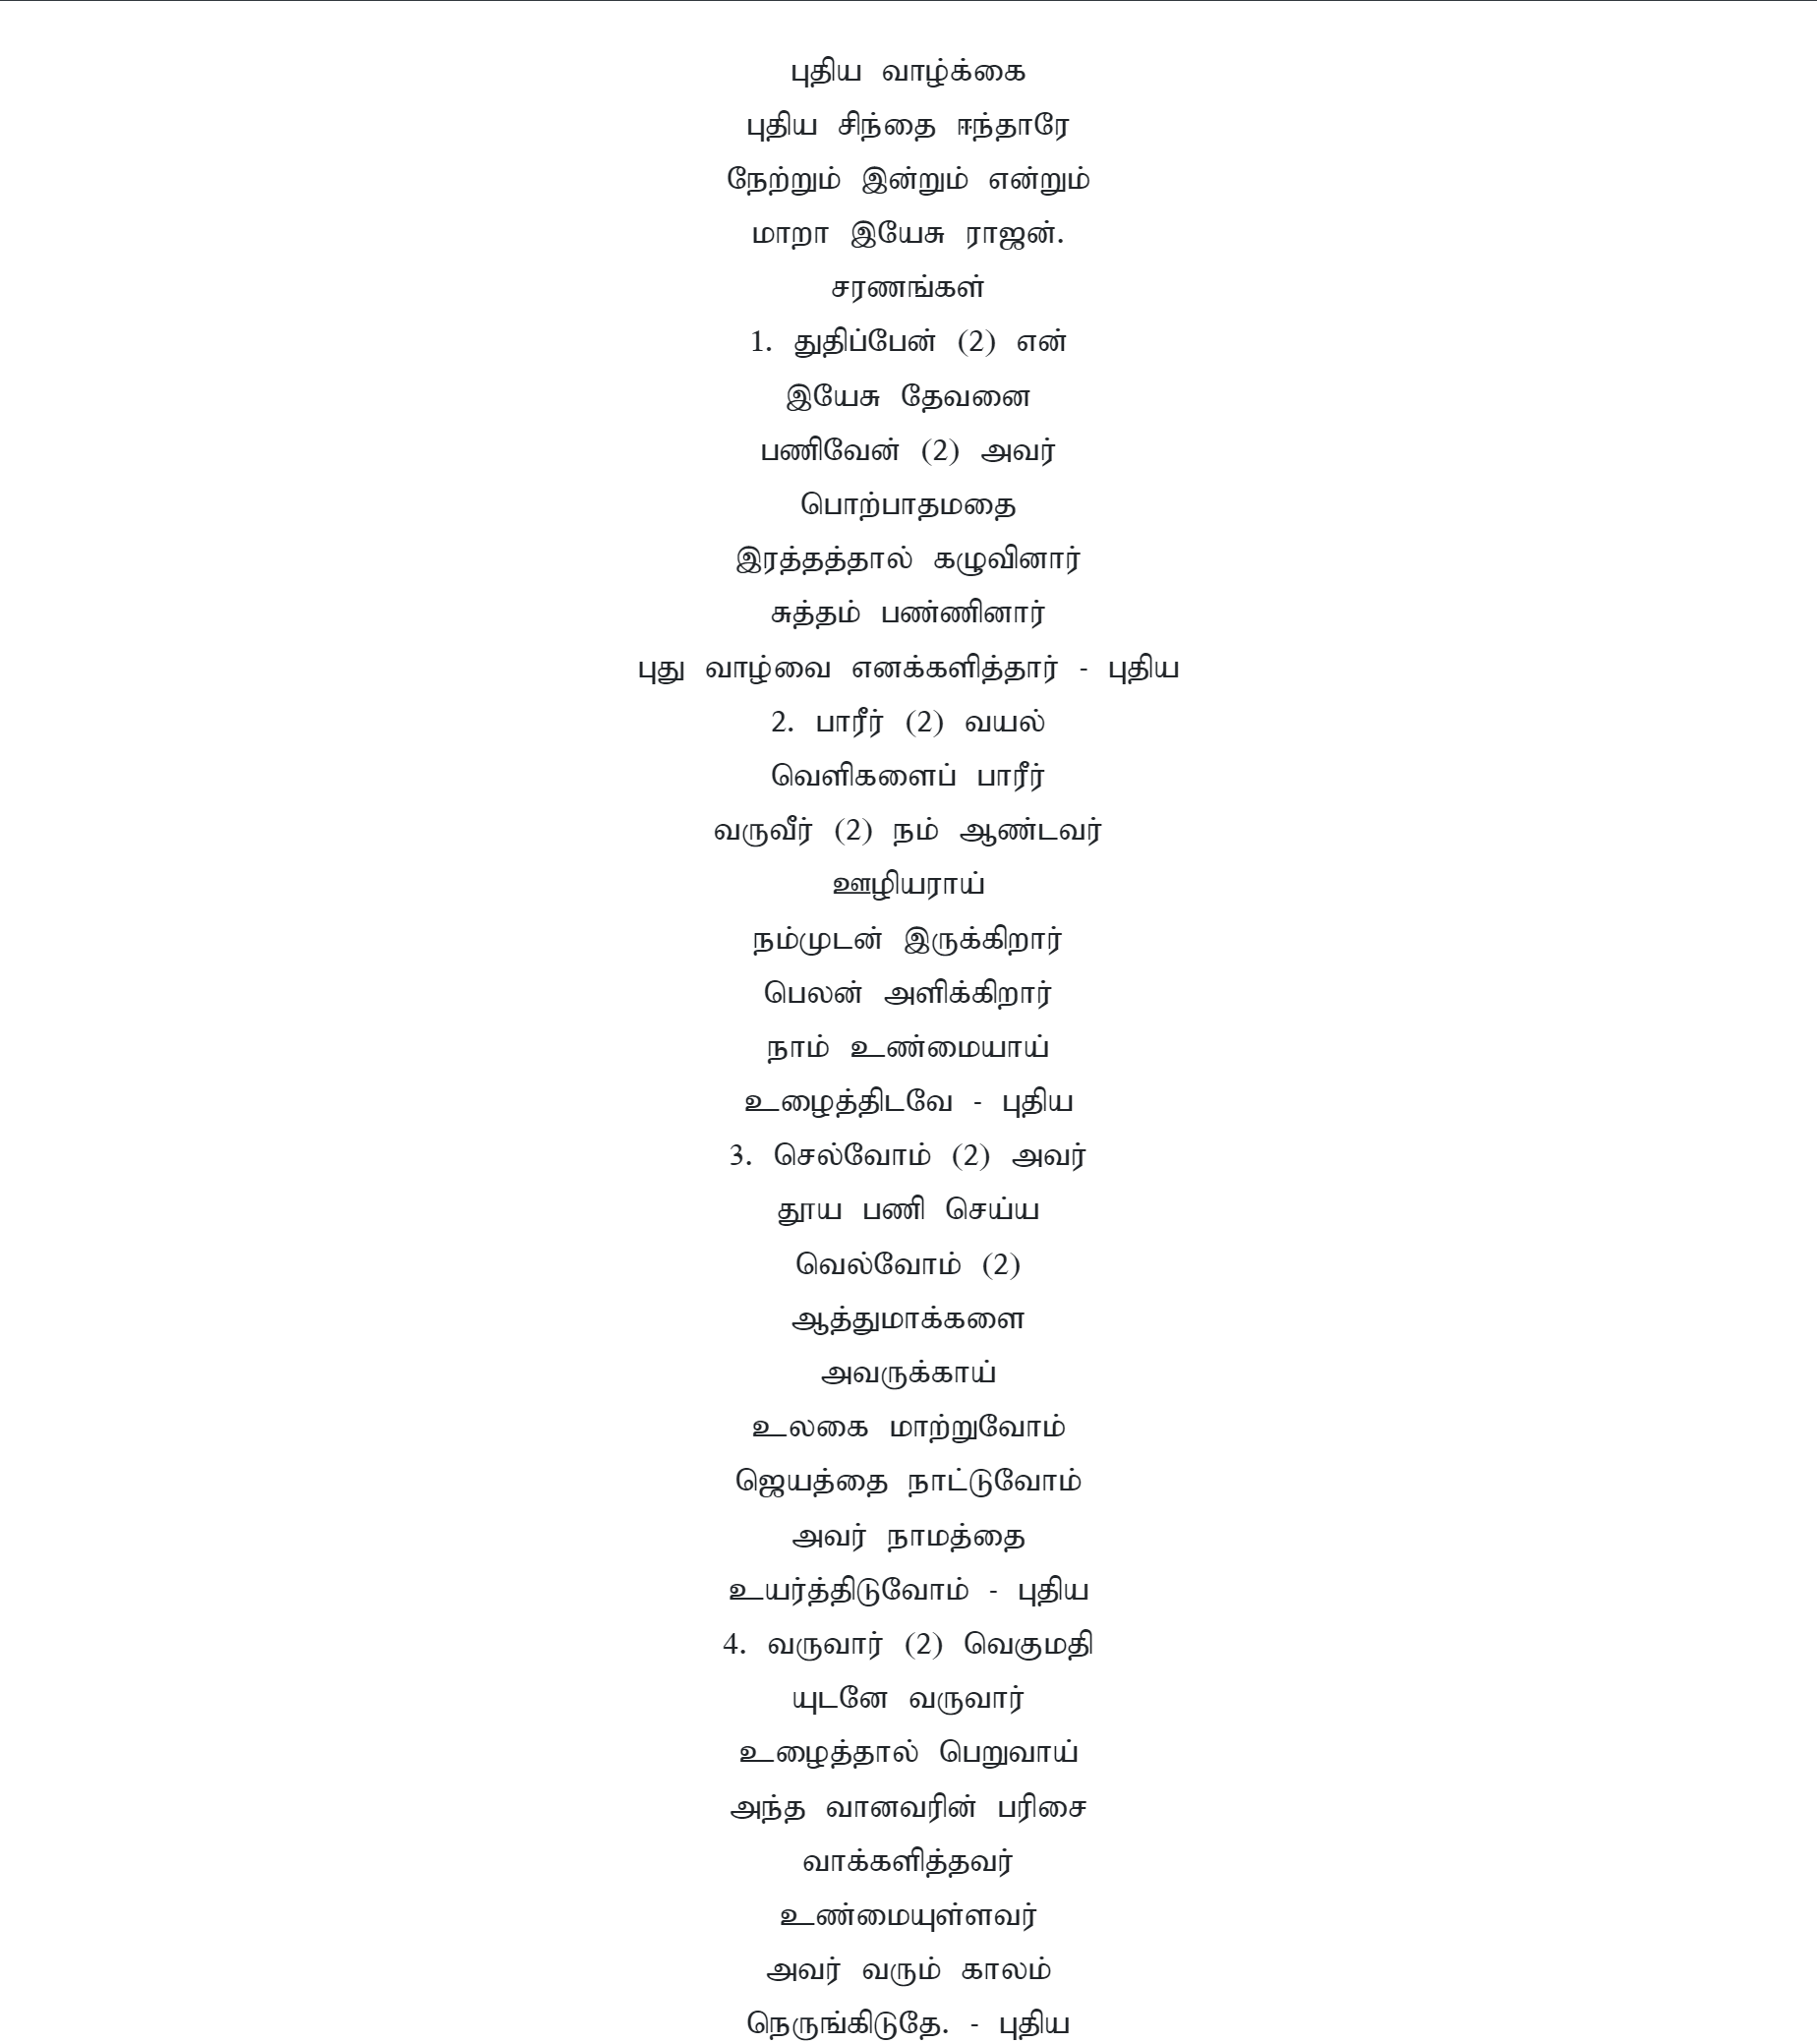 புதிய வாழ்க்கை
புதிய சிந்தை ஈந்தாரே
நேற்றும் இன்றும் என்றும்
மாறா இயேசு ராஜன்.
சரணங்கள்
1. துதிப்பேன் (2) என்
இயேசு தேவனை
பணிவேன் (2) அவர்
பொற்பாதமதை
இரத்தத்தால் கழுவினார்
சுத்தம் பண்ணினார்
புது வாழ்வை எனக்களித்தார் - புதிய
2. பாரீர் (2) வயல்
வெளிகளைப் பாரீர்
வருவீர் (2) நம் ஆண்டவர்
ஊழியராய்
நம்முடன் இருக்கிறார்
பெலன் அளிக்கிறார்
நாம் உண்மையாய்
உழைத்திடவே - புதிய
3. செல்வோம் (2) அவர்
தூய பணி செய்ய
வெல்வோம் (2)
ஆத்துமாக்களை
அவருக்காய்
உலகை மாற்றுவோம்
ஜெயத்தை நாட்டுவோம்
அவர் நாமத்தை
உயர்த்திடுவோம் - புதிய
4. வருவார் (2) வெகுமதி
யுடனே வருவார்
உழைத்தால் பெறுவாய்
அந்த வானவரின் பரிசை
வாக்களித்தவர்
உண்மையுள்ளவர்
அவர் வரும் காலம்
நெருங்கிடுதே. - புதிய